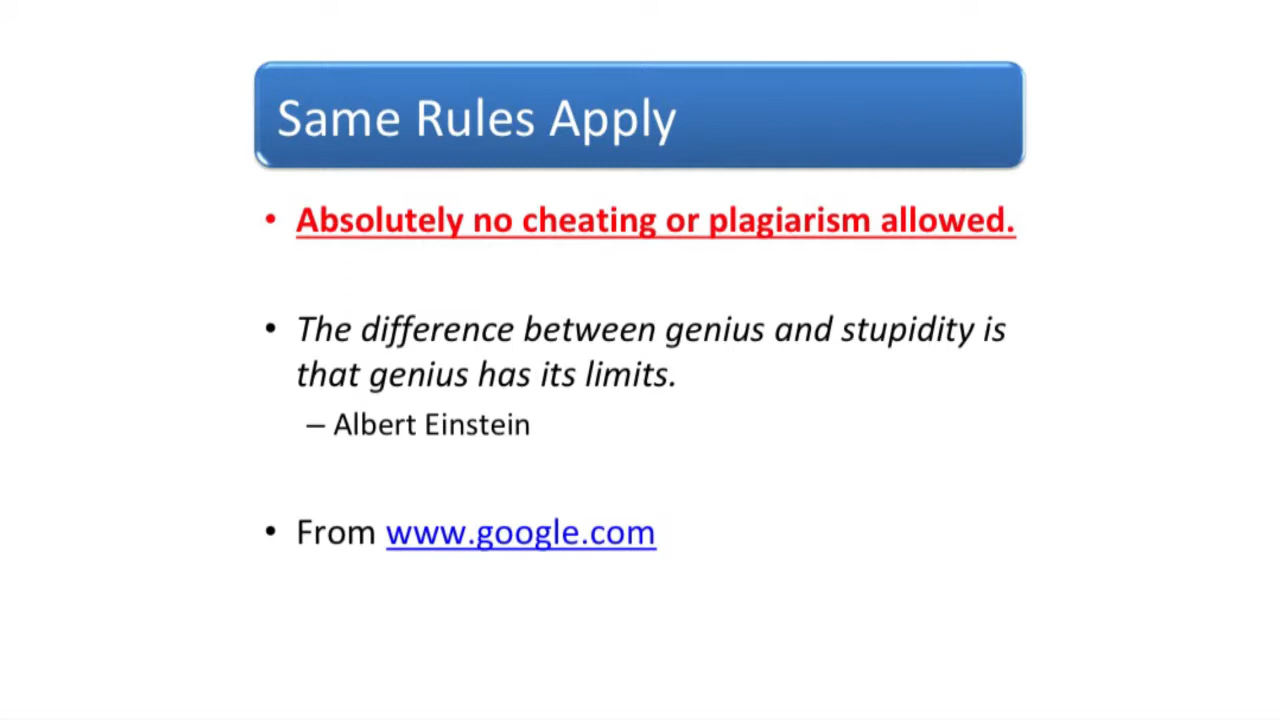 Same Rules Apply
• Absolutely no cheating or plagiarism allowed.
• The difference between genius and stupidity is
that genius has its limits.
– Albert Einstein
• From www.google.com